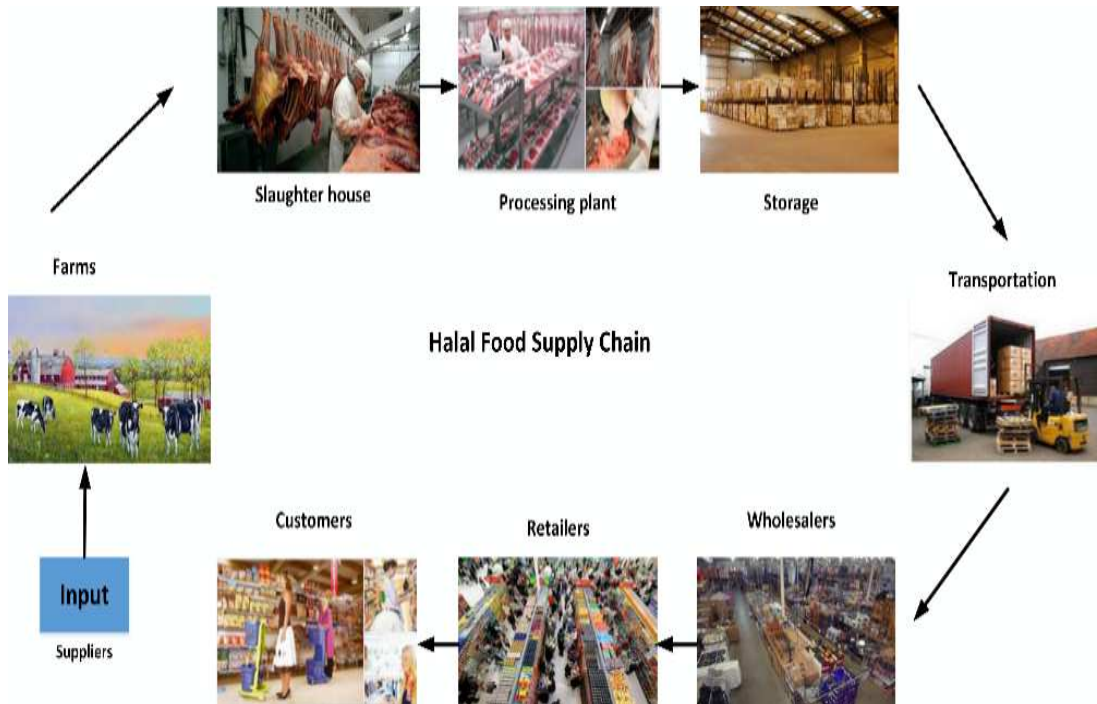 Slaughter house
Processing plant
Storage
Farms
Transportation
Halal Food Supply Chain
Customers
Retailers
Wholesalers
Input
Suppliers